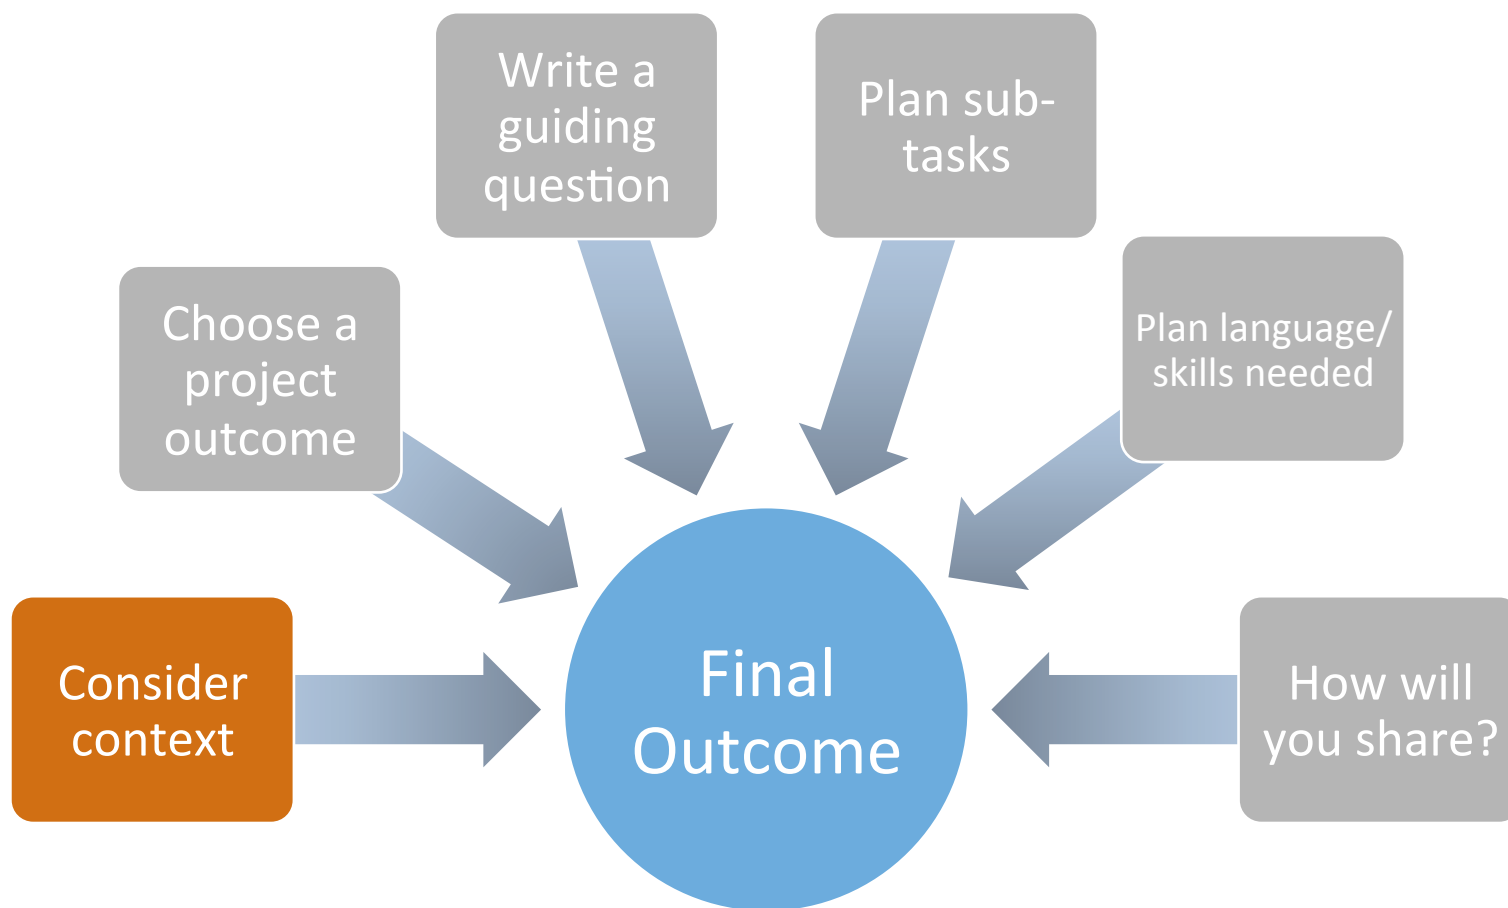 Write a
guiding
question
Plan sub-
tasks
Choose a
project
outcome
Plan language/
skills needed
Consider
context
Final
Outcome
How will
you share?